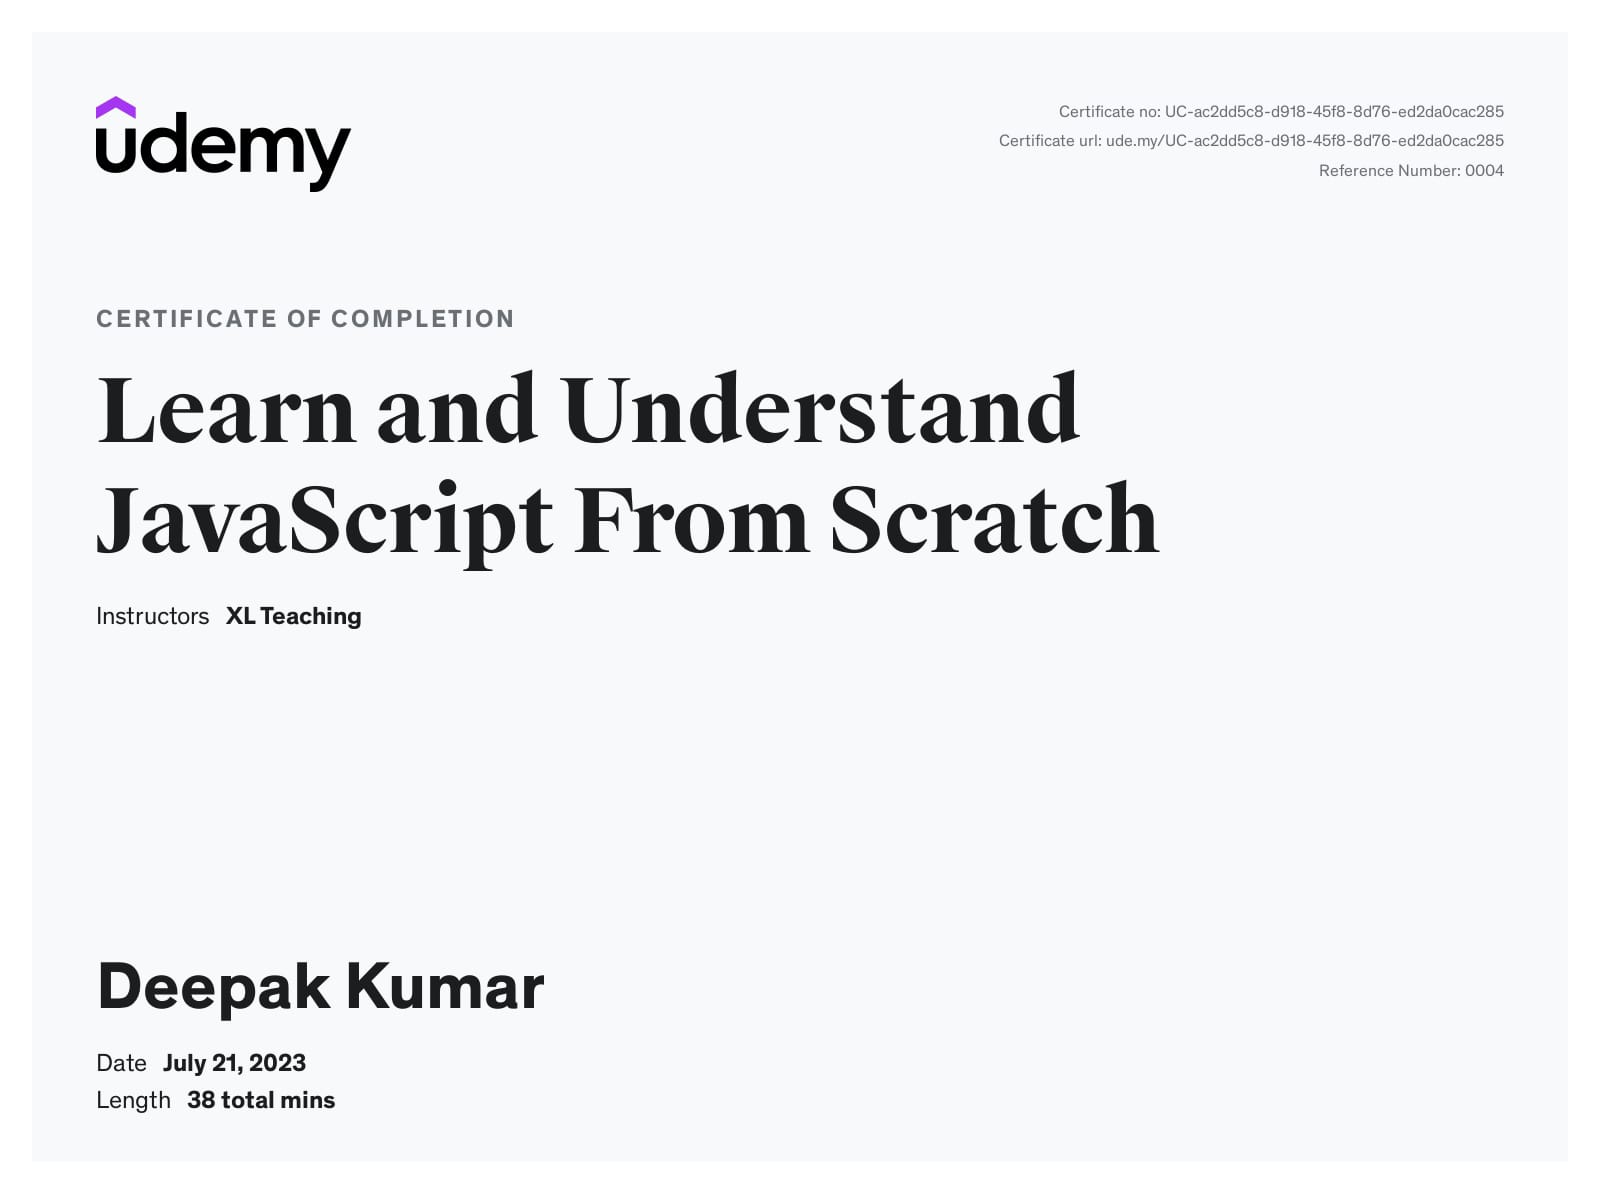 udemy
Certificate no: UC-ac2dd5c8-d918-45f8-8d76-ed2da0cac285
Certificate url: ude.my/UC-ac2dd5c8-d918-45f8-8d76-ed2da0cac285
Reference Number: 0004
CERTIFICATE OF COMPLETION
Learn and Understand
JavaScript From Scratch
Instructors XL Teaching
Deepak Kumar
Date July 21, 2023
Length 38 total mins